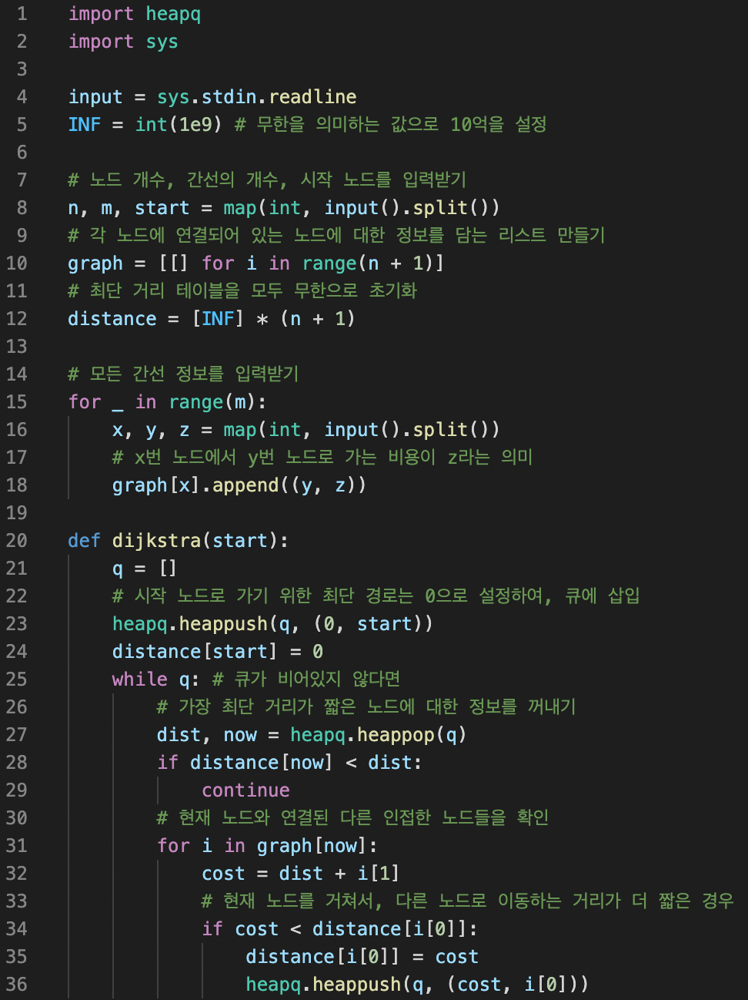 1 import heapq
2 import sys
3
4 input = sys.stdin.readline
5 INF = int(1e9) # 무한을 의미하는 값으로 10억을 설정
6
7 # 노드 개수, 간선의 개수, 시작 노드를 입력받기
8 n, m, start = map(int, input().split())
9 # 각 노드에 연결되어 있는 노드에 대한 정보를 담는 리스트 만들기
10 graph = [[] for i in range(n + 1)]
11 # 최단 거리 테이블을 모두 무한으로 초기화
12 distance = [INF] * (n + 1)
13
14 # 모든 간선 정보를 입력받기
15 for _ in range(m):
16     x, y, z = map(int, input().split())
17     # x번 노드에서 y번 노드로 가는 비용이 z라는 의미
18     graph[x].append((y, z))
19
20 def dijkstra(start):
21     q = []
22     # 시작 노드로 가기 위한 최단 경로는 0으로 설정하여, 큐에 삽입
23     heapq.heappush(q, (0, start))
24     distance[start] = 0
25     while q: # 큐가 비어있지 않다면
26         # 가장 최단 거리가 짧은 노드에 대한 정보를 꺼내기
27         dist, now = heapq.heappop(q)
28         if distance[now] < dist:
29             continue
30         # 현재 노드와 연결된 다른 인접한 노드들을 확인
31         for i in graph[now]:
32             cost = dist + i[1]
33             # 현재 노드를 거쳐서, 다른 노드로 이동하는 거리가 더 짧은 경우
34             if cost < distance[i[0]]:
35                 distance[i[0]] = cost
36                 heapq.heappush(q, (cost, i[0]))